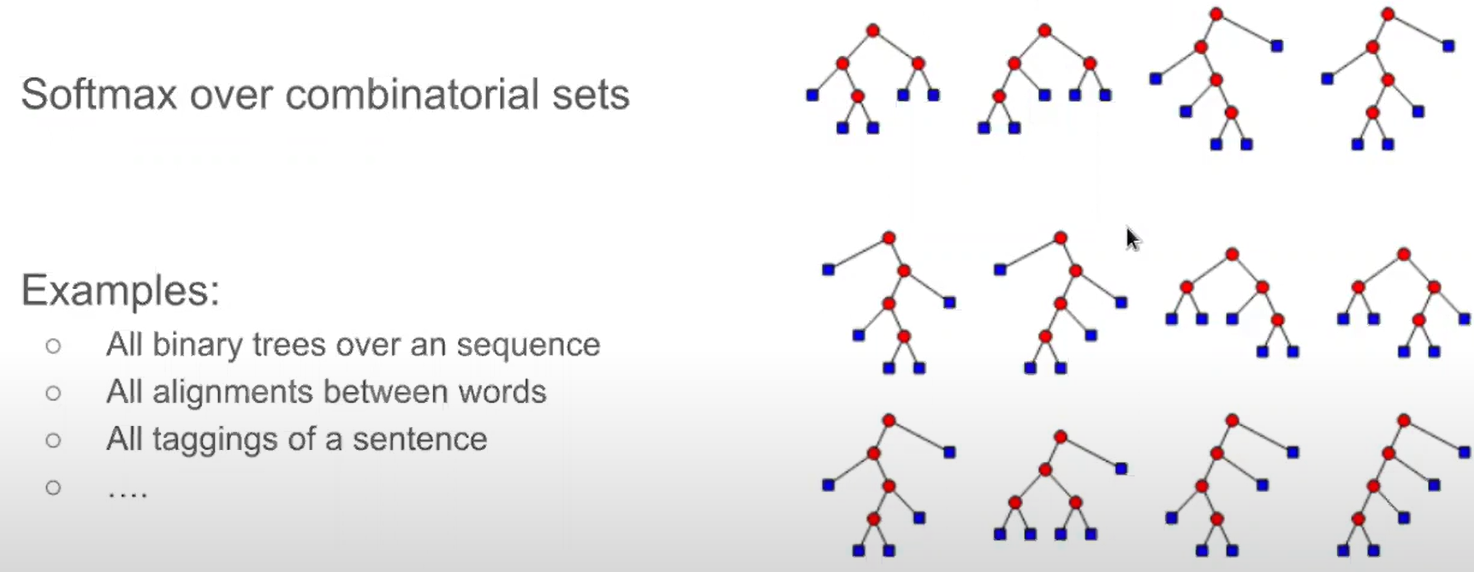 Softmax over combinatorial sets
Examples:
All binary trees over an sequence
All alignments between words
All taggings of a sentence
....